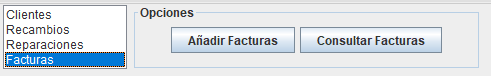 Clientes
Recambios
Reparaciones
Facturas
Opciones
Añadir Facturas
Consultar Facturas